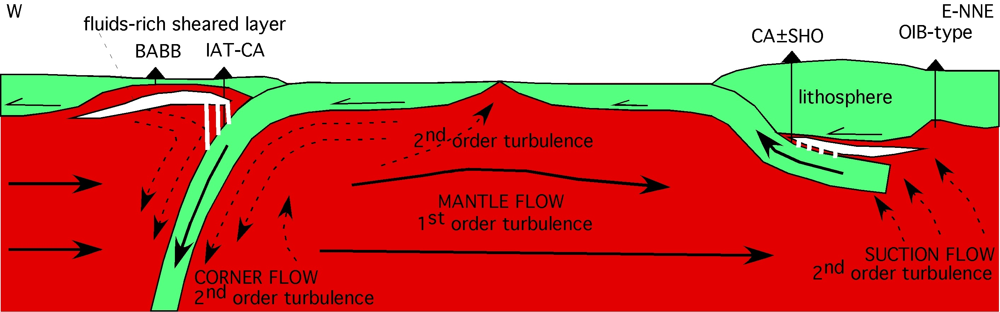 W
E-NNE
fluids-rich sheared layer
BABB
IAT-CA
CA±SHO
OIB-type
lithosphere
2nd order turbulence
MANTLE FLOW
1st order turbulence
CORNER FLOW
2nd order turbulence
SUCTION FLOW
2nd order turbulence